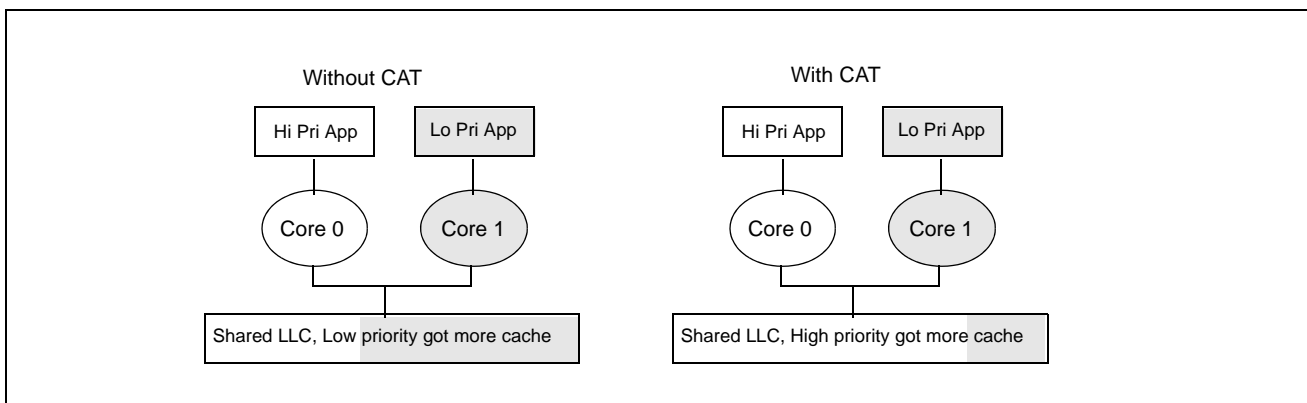 Without CAT
Hi Pri App
Lo Pri App
Core 0
Core 1
Shared LLC, Low priority got more cache
With CAT
Hi Pri App
Lo Pri App
Core 0
Core 1
Shared LLC, High priority got more cache